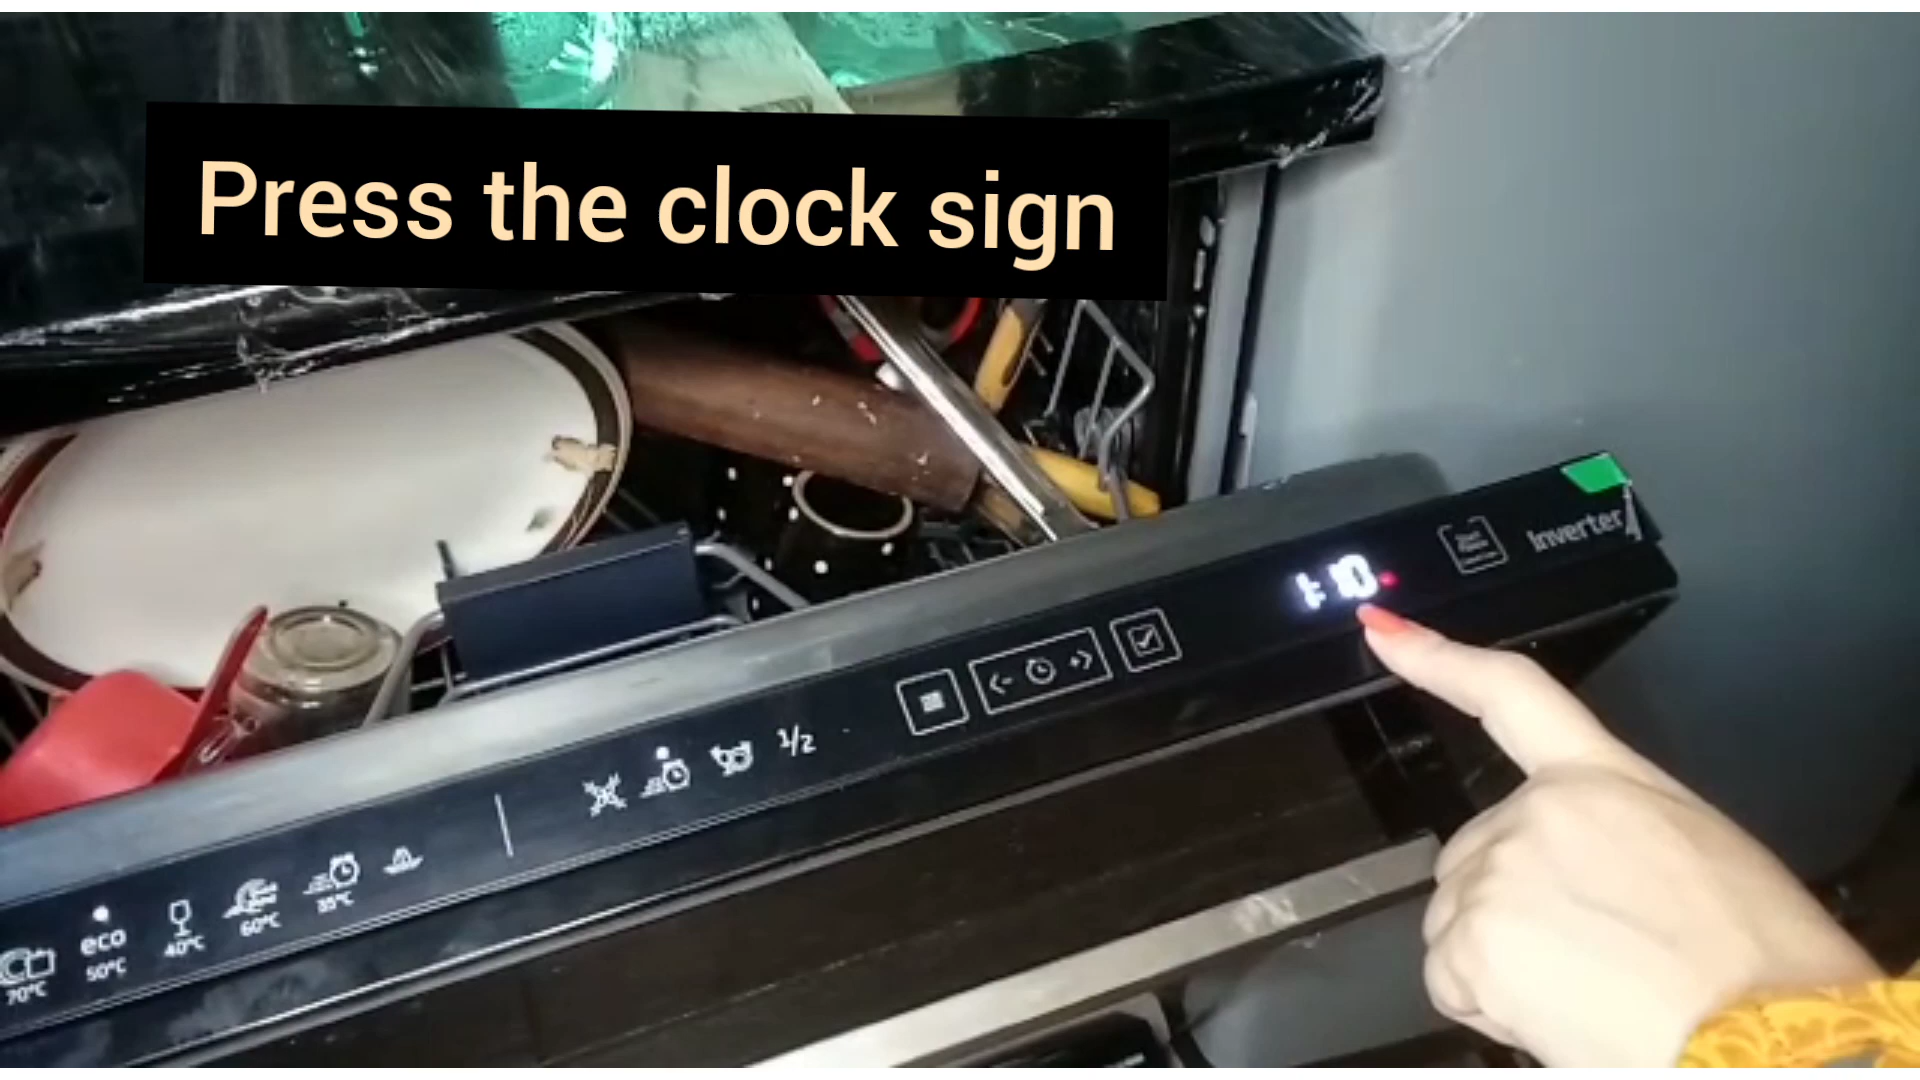 Press the clock sign
Inverter
1:10
<- +>
1/2
eco
50°C
40°C
60°C
35°C
70°C